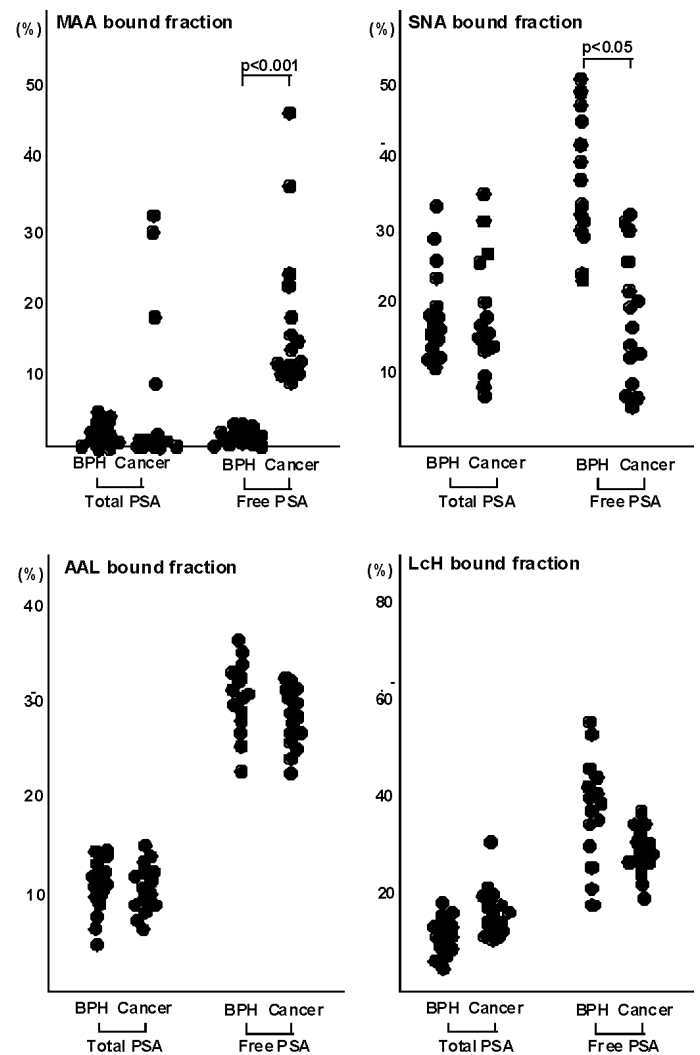 (%) MAA bound fraction
p<0.001
50
40
30
20
10
BPH Cancer BPH Cancer
Total PSA Free PSA
(%) SNA bound fraction
p<0.05
50
40
30
20
10
BPH Cancer BPH Cancer
Total PSA Free PSA
(%) AAL bound fraction
40
30
20
10
BPH Cancer BPH Cancer
Total PSA Free PSA
(%) LcH bound fraction
80
60
40
20
BPH Cancer BPH Cancer
Total PSA Free PSA